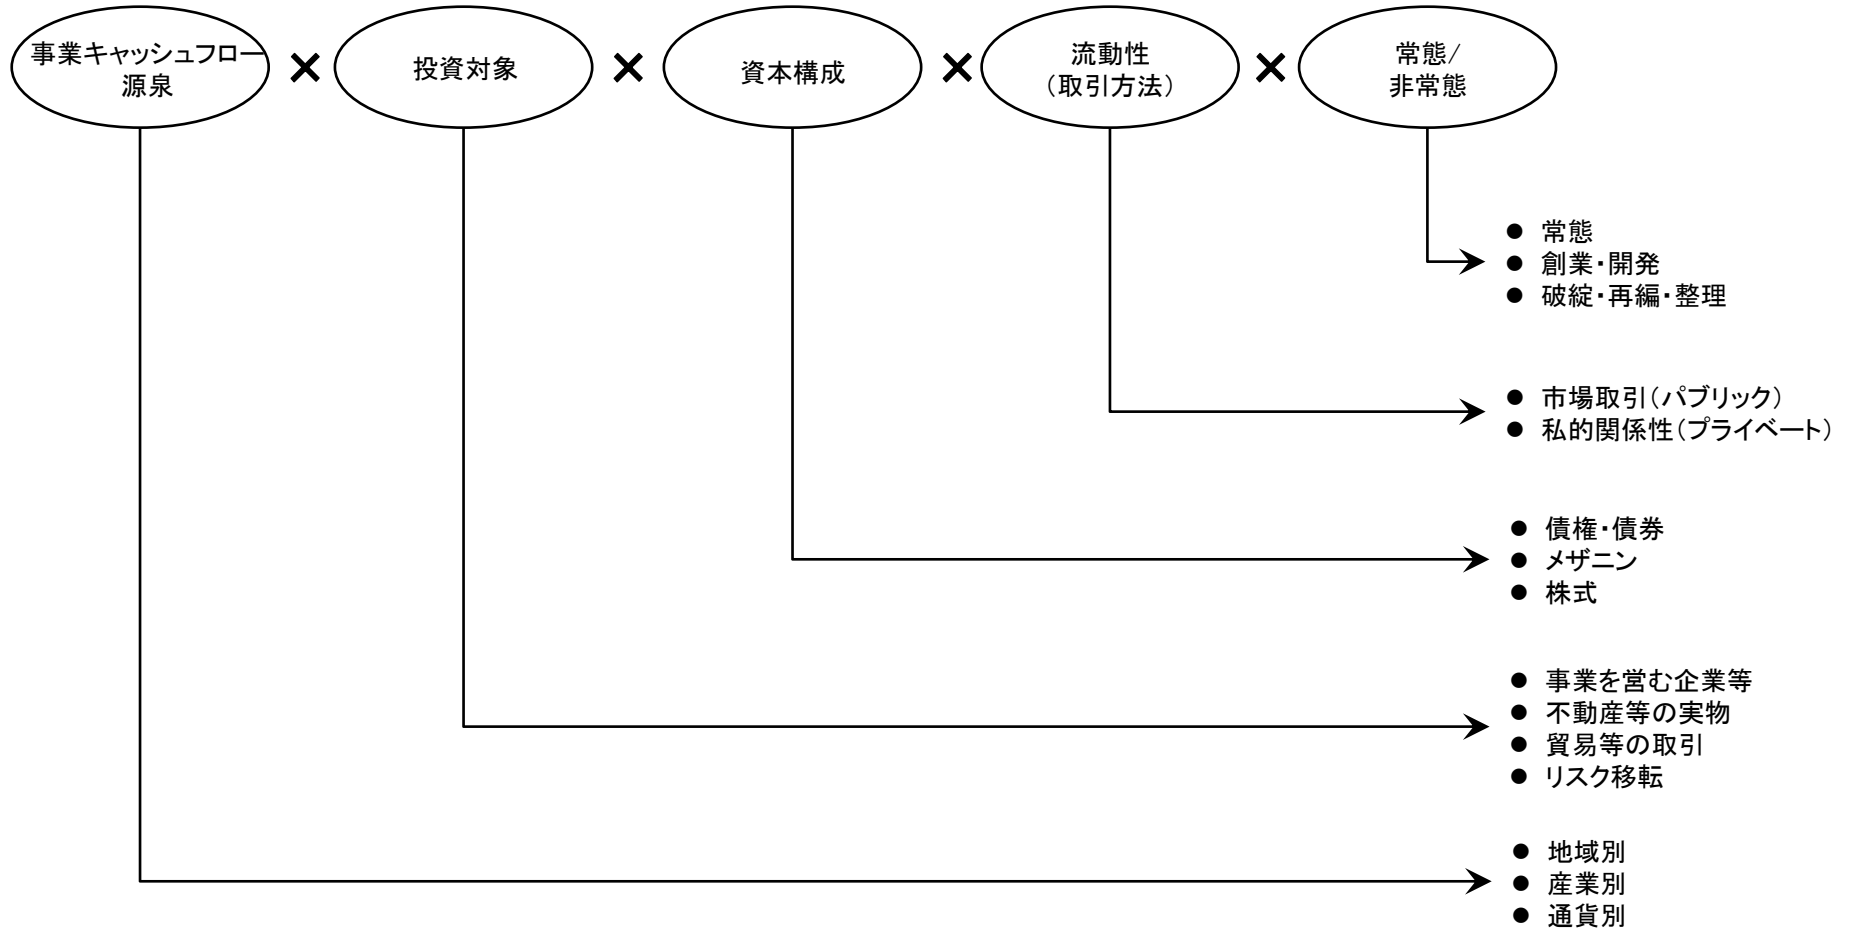 事業キャッシュフロー
源泉
×
投資対象
×
資本構成
×
流動性
（取引方法）
×
常態/
非常態
● 常態
● 創業・開発
● 破綻・再編・整理
● 市場取引（パブリック）
● 私的関係性（プライベート）
● 債権・債券
● メザニン
● 株式
● 事業を営む企業等
● 不動産等の実物
● 貿易等の取引
● リスク移転
● 地域別
● 産業別
● 通貨別